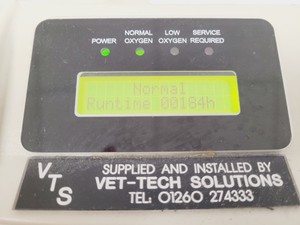 POWER
NORMAL OXYGEN
LOW OXYGEN
SERVICE REQUIRED
Normal
Runtime 00184h
VTS
SUPPLIED AND INSTALLED BY
VET-TECH SOLUTIONS
TEL: 01260 274333